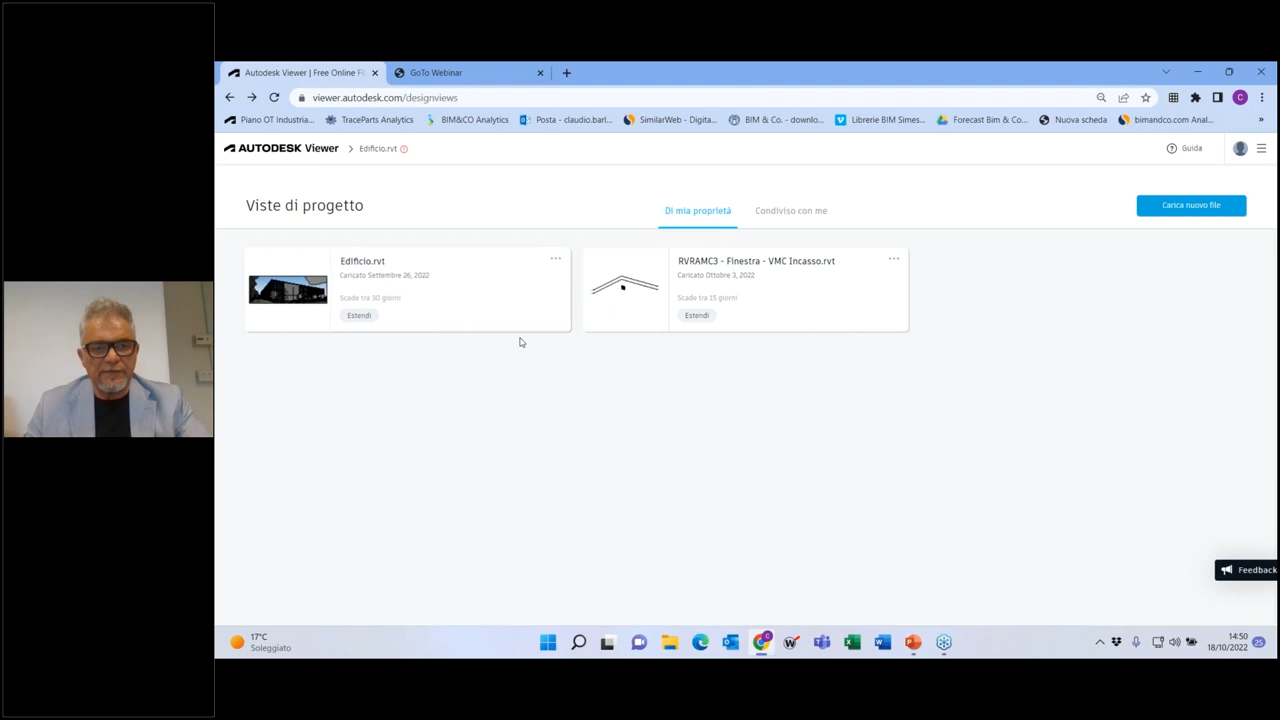 Autodesk Viewer | Free Online Fi
GoTo Webinar
viewer.autodesk.com/designviews
Piano OT Industria...
TraceParts Analytics
BIM&CO Analytics
Posta - claudio.barl...
SimilarWeb - Digita...
BIM & Co. - downlo...
Librerie BIM Simes...
Forecast Bim & Co...
Nuova scheda
bimandco.com Anal...
»
AUTODESK Viewer
Edificio.rvt
Guida
Viste di progetto
Di mia proprietà
Condiviso con me
Carica nuovo file
Edificio.rvt
Caricato Settembre 26, 2022
Scade tra 30 giorni
Estendi
RVRAMC3 - Finestra - VMC Incasso.rvt
Caricato Ottobre 3, 2022
Scade tra 15 giorni
Estendi
Feedback
17°C
Soleggiato
14:50
18/10/2022
25